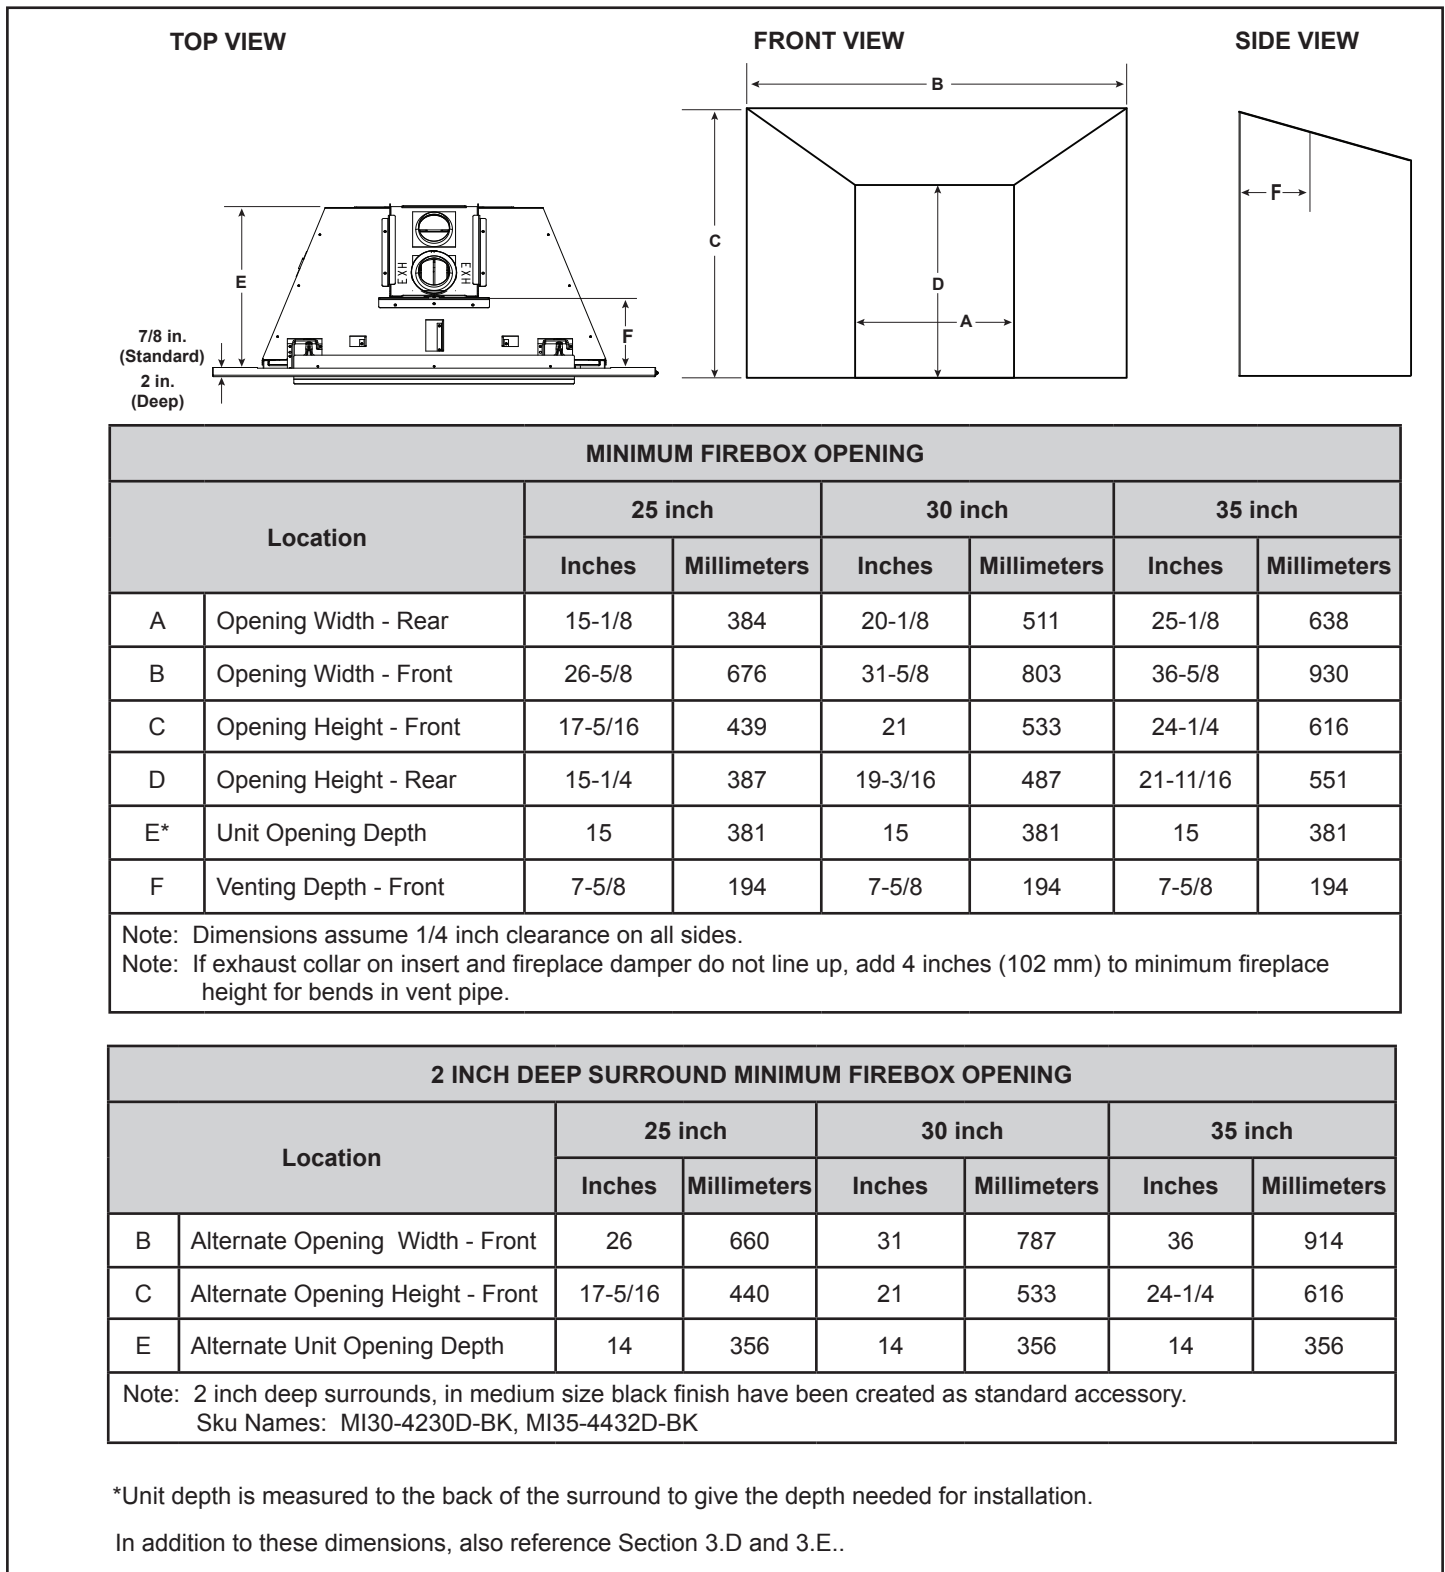 TOP VIEW
FRONT VIEW
SIDE VIEW
B
C
D
A
F
E
EXH
EXH
F
7/8 in.
(Standard)
2 in.
(Deep)
MINIMUM FIREBOX OPENING
Location 25 inch 30 inch 35 inch
Inches Millimeters Inches Millimeters Inches Millimeters
A Opening Width - Rear 15-1/8 384 20-1/8 511 25-1/8 638
B Opening Width - Front 26-5/8 676 31-5/8 803 36-5/8 930
C Opening Height - Front 17-5/16 439 21 533 24-1/4 616
D Opening Height - Rear 15-1/4 387 19-3/16 487 21-11/16 551
E* Unit Opening Depth 15 381 15 381 15 381
F Venting Depth - Front 7-5/8 194 7-5/8 194 7-5/8 194
Note: Dimensions assume 1/4 inch clearance on all sides.
Note: If exhaust collar on insert and fireplace damper do not line up, add 4 inches (102 mm) to minimum fireplace
height for bends in vent pipe.
2 INCH DEEP SURROUND MINIMUM FIREBOX OPENING
Location 25 inch 30 inch 35 inch
Inches Millimeters Inches Millimeters Inches Millimeters
B Alternate Opening Width - Front 26 660 31 787 36 914
C Alternate Opening Height - Front 17-5/16 440 21 533 24-1/4 616
E Alternate Unit Opening Depth 14 356 14 356 14 356
Note: 2 inch deep surrounds, in medium size black finish have been created as standard accessory.
Sku Names: MI30-4230D-BK, MI35-4432D-BK
*Unit depth is measured to the back of the surround to give the depth needed for installation.
In addition to these dimensions, also reference Section 3.D and 3.E..